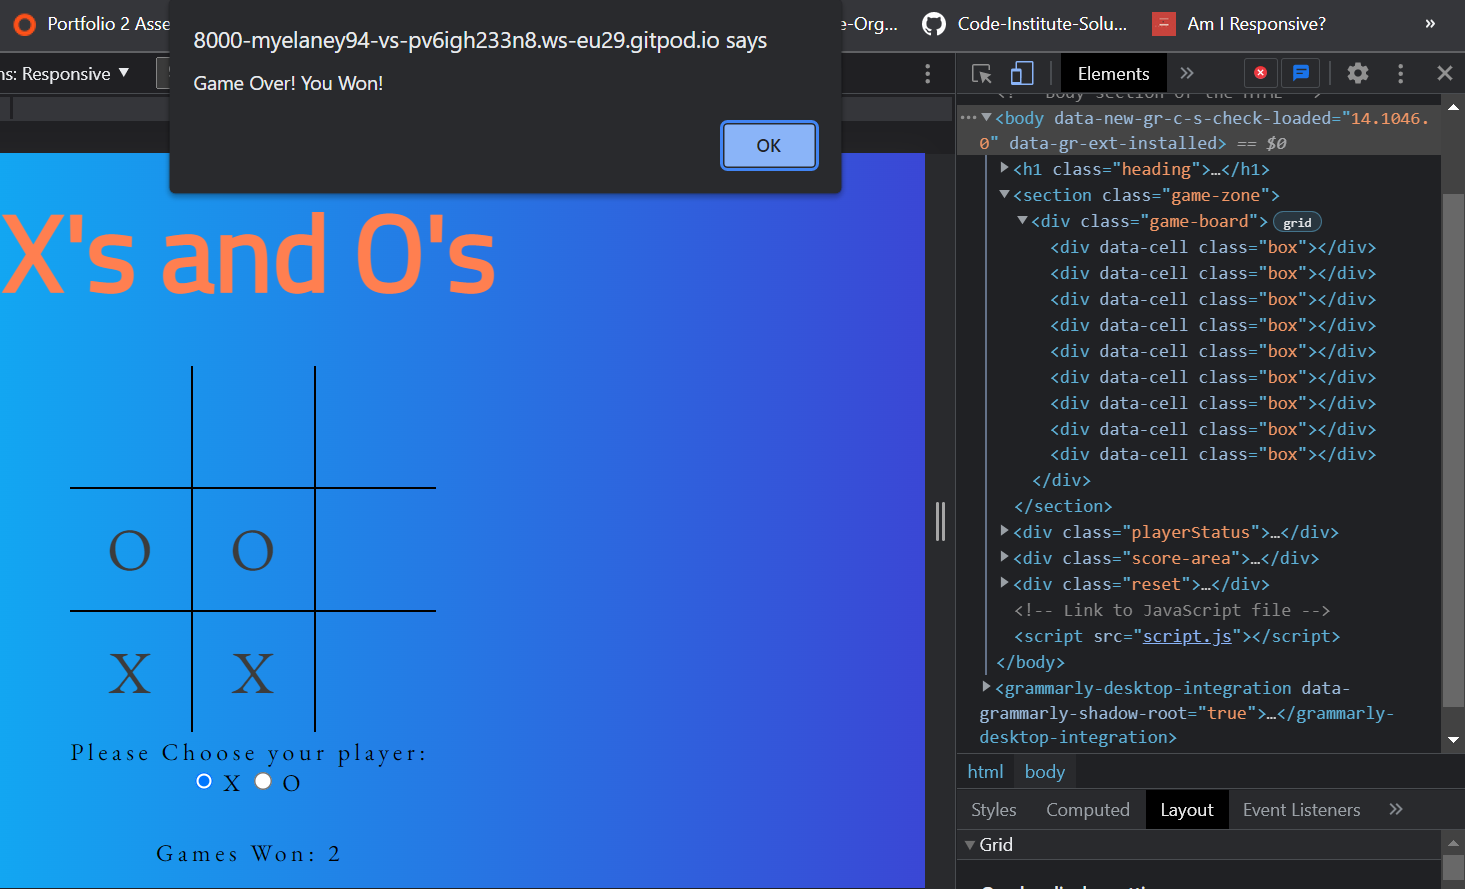 Portfolio 2 Asse
e-Org...
Code-Institute-Solu...
Am I Responsive?
»
ns: Responsive ▼
8000-myelaney94-vs-pv6igh233n8.ws-eu29.gitpod.io says
Game Over! You Won!
OK
X's and O's
O O
X X
Please Choose your player:
X O
Games Won: 2
Elements »
<!-- Body section of the HTML -->
···▼<body data-new-gr-c-s-check-loaded="14.1046.
0" data-gr-ext-installed> == $0
▶<h1 class="heading">…</h1>
▼<section class="game-zone">
▼<div class="game-board"> grid
<div data-cell class="box"></div>
<div data-cell class="box"></div>
<div data-cell class="box"></div>
<div data-cell class="box"></div>
<div data-cell class="box"></div>
<div data-cell class="box"></div>
<div data-cell class="box"></div>
<div data-cell class="box"></div>
<div data-cell class="box"></div>
</div>
</section>
▶<div class="playerStatus">…</div>
▶<div class="score-area">…</div>
▶<div class="reset">…</div>
<!-- Link to JavaScript file -->
<script src="script.js"></script>
</body>
▶<grammarly-desktop-integration data-
grammarly-shadow-root="true">…</grammarly-
desktop-integration>
html body
Styles Computed Layout Event Listeners »
▼ Grid